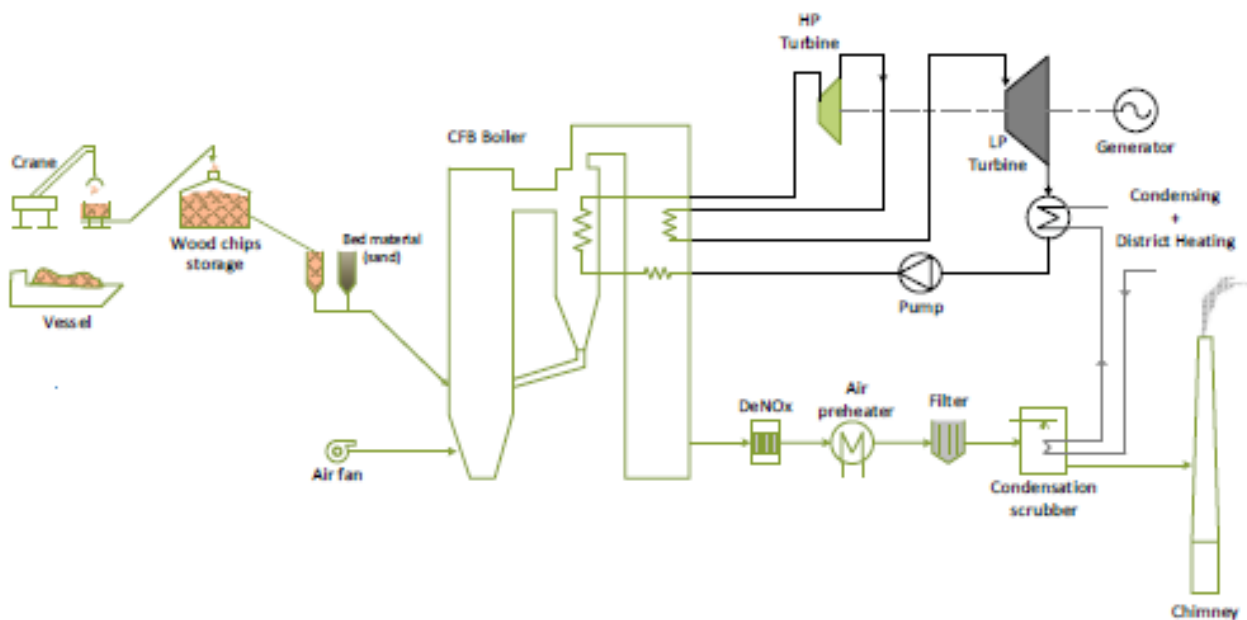 HP
Turbine
CFB Boiler
Crane
LP
Turbine
Generator
Wood chips
storage
Bed material
(sand)
Condensing
+
District Heating
Vessel
Pump
DeNOx
Air
preheater
Filter
Air fan
Condensation
scrubber
Chimney